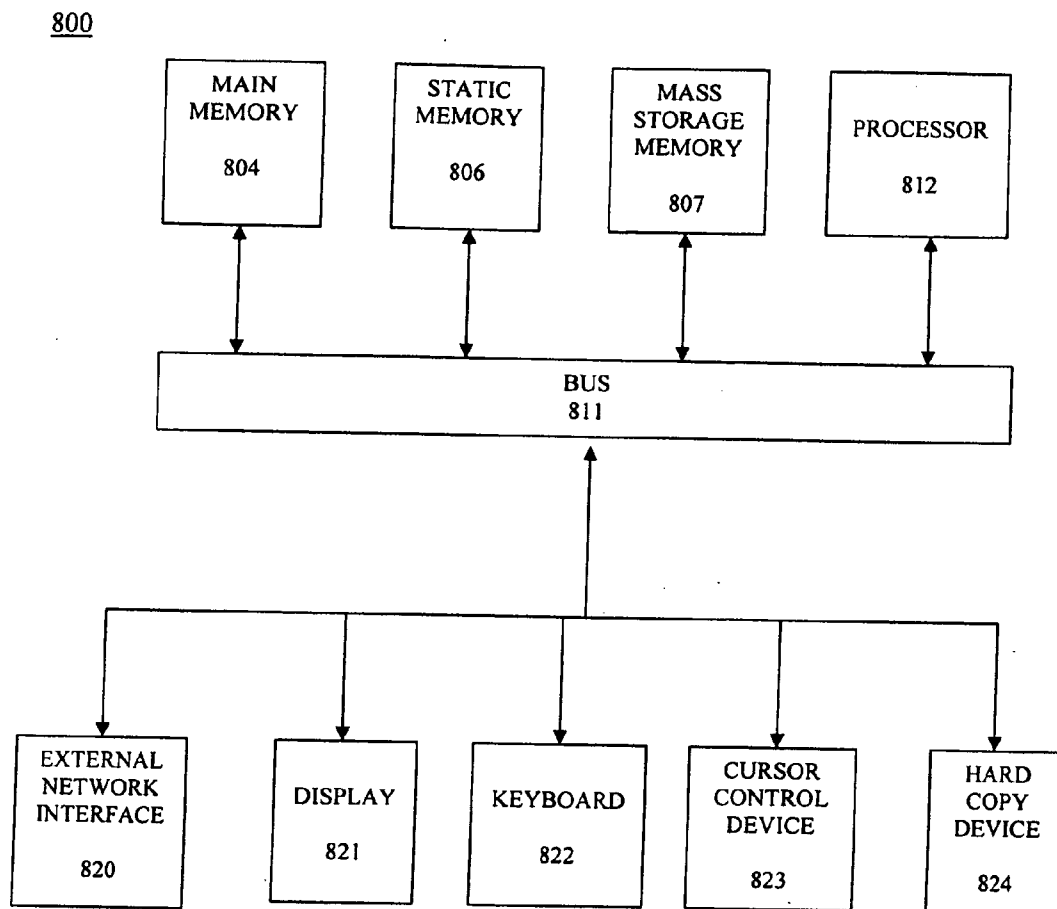 800
MAIN
MEMORY
804
STATIC
MEMORY
806
MASS
STORAGE
MEMORY
807
PROCESSOR
812
BUS
811
EXTERNAL
NETWORK
INTERFACE
820
DISPLAY
821
KEYBOARD
822
CURSOR
CONTROL
DEVICE
823
HARD
COPY
DEVICE
824